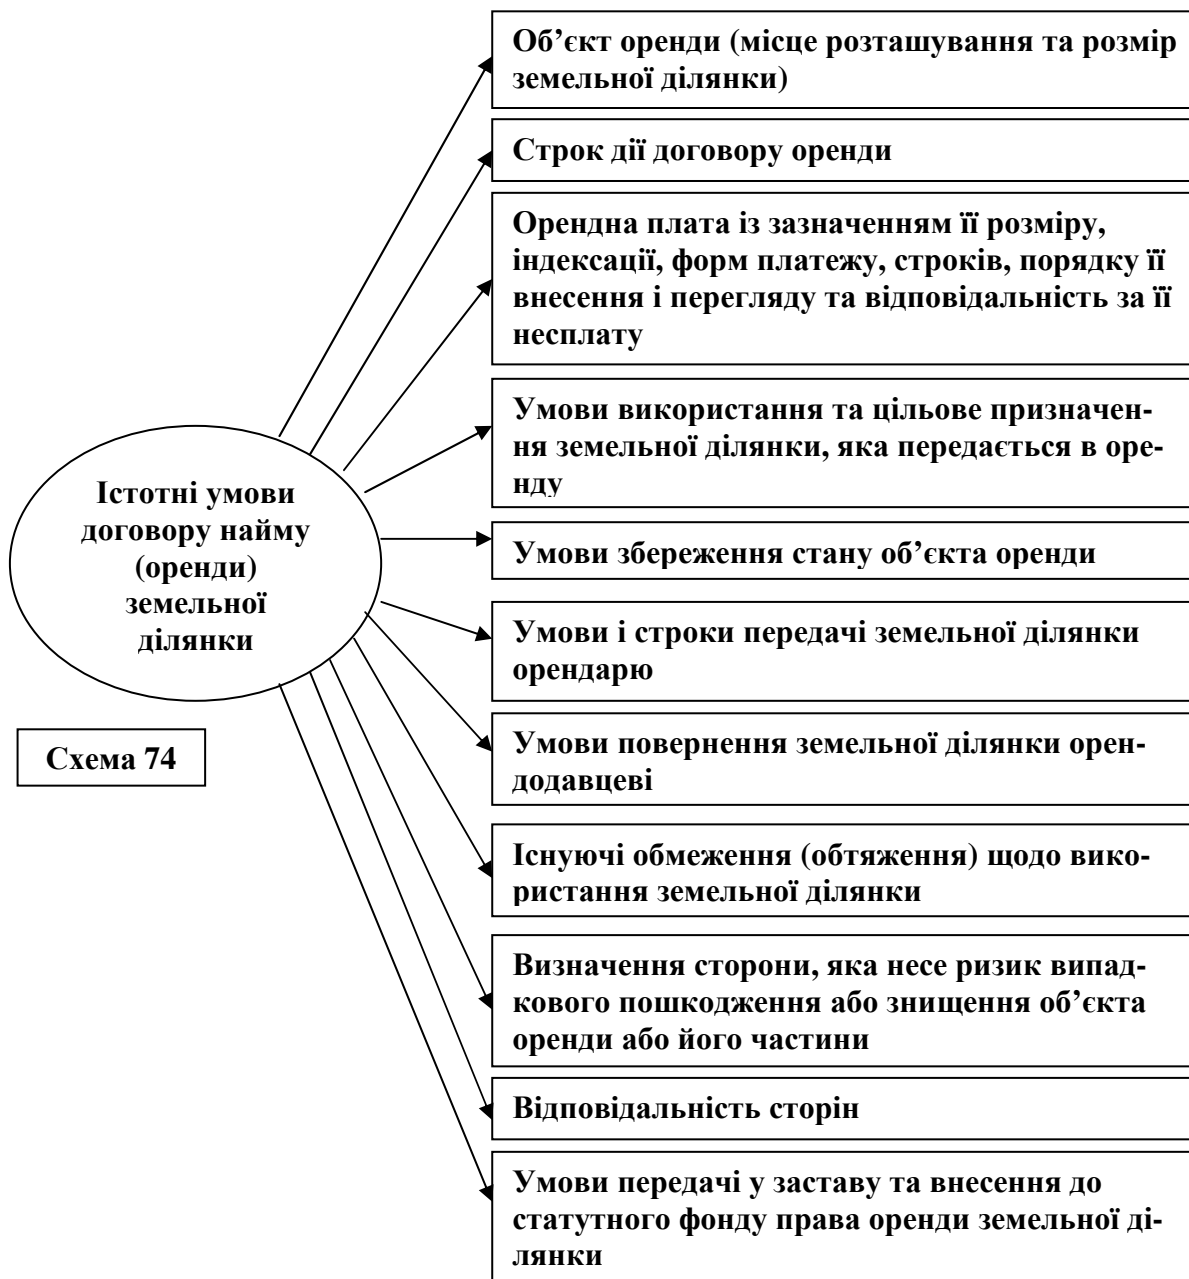 Об’єкт оренди (місце розташування та розмір
земельної ділянки)
Строк дії договору оренди
Орендна плата із зазначенням її розміру,
індексації, форм платежу, строків, порядку її
внесення і перегляду та відповідальність за її
несплату
Умови використання та цільове призначен-
ня земельної ділянки, яка передається в оре-
нду
Істотні умови
договору найму
(оренди)
земельної
ділянки
Умови збереження стану об’єкта оренди
Умови і строки передачі земельної ділянки
орендарю
Схема 74
Умови повернення земельної ділянки орен-
додавцеві
Існуючі обмеження (обтяження) щодо вико-
ристання земельної ділянки
Визначення сторони, яка несе ризик випад-
кового пошкодження або знищення об’єкта
оренди або його частини
Відповідальність сторін
Умови передачі у заставу та внесення до
статутного фонду права оренди земельної ді-
лянки